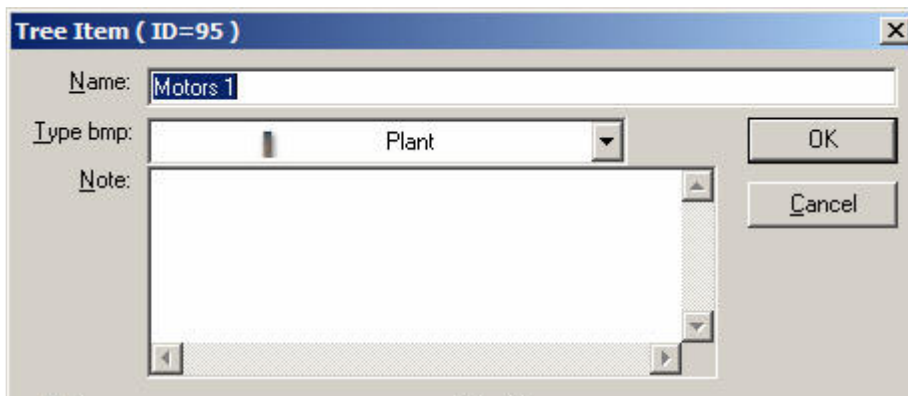 Tree Item ( ID=95 )
Name: Motors 1
Type bmp: Plant
OK
Note:
Cancel